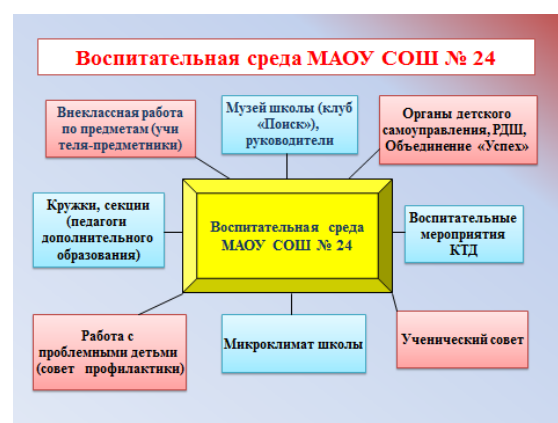 Воспитательная среда МАОУ СОШ № 24
Внеклассная работа
по предметам (учи
теля-предметники)
Музей школы (клуб
«Поиск»),
руководители
Органы детского
самоуправления, РДШ,
Объединение «Успех»
Кружки, секции
(педагоги
дополнительного
образования)
Воспитательная среда
МАОУ СОШ № 24
Воспитательные
мероприятия
КТД
Работа с
проблемными детьми
(совет профилактики)
Микроклимат школы
Ученический совет